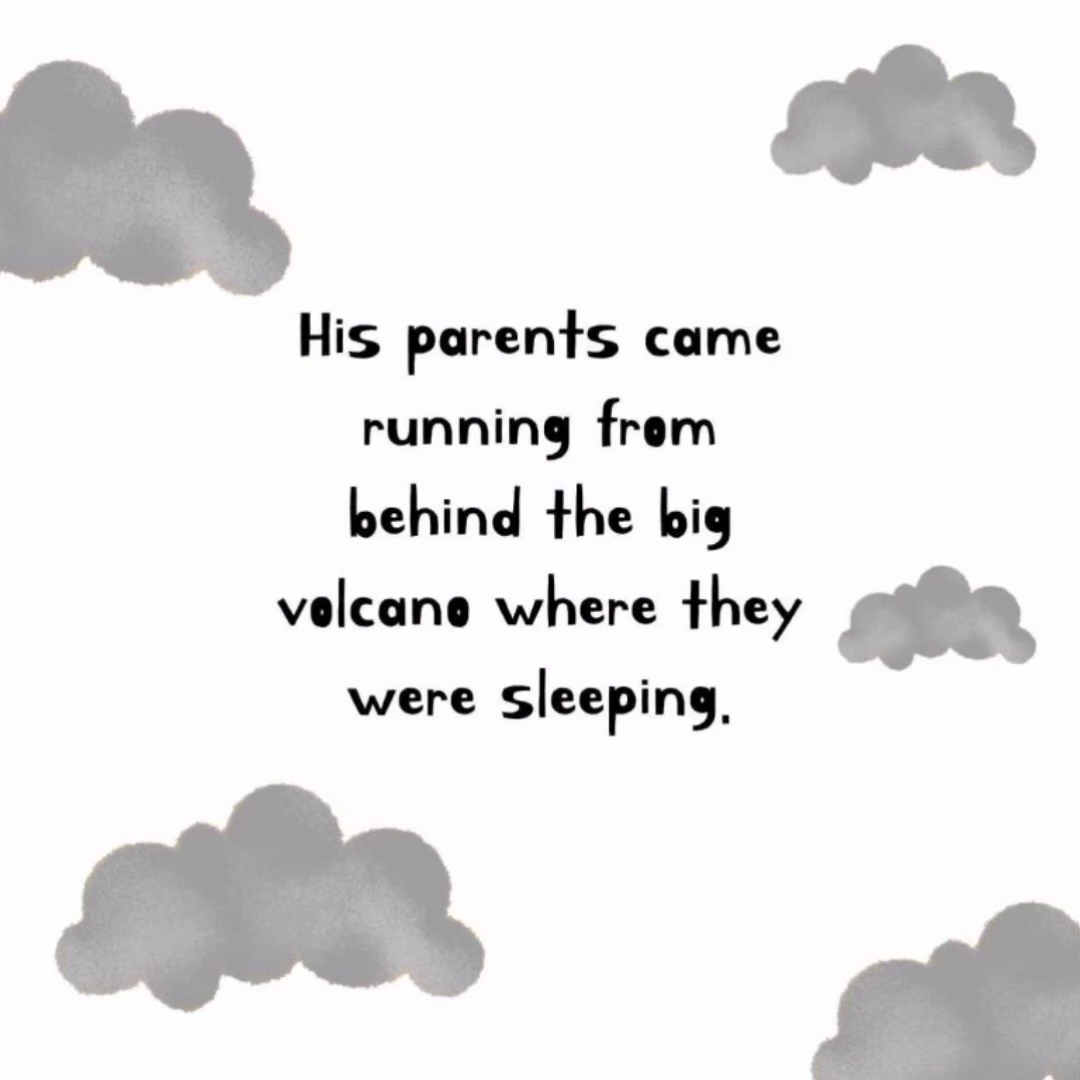 His parents came
running from
behind the big
volcano where they
were sleeping.